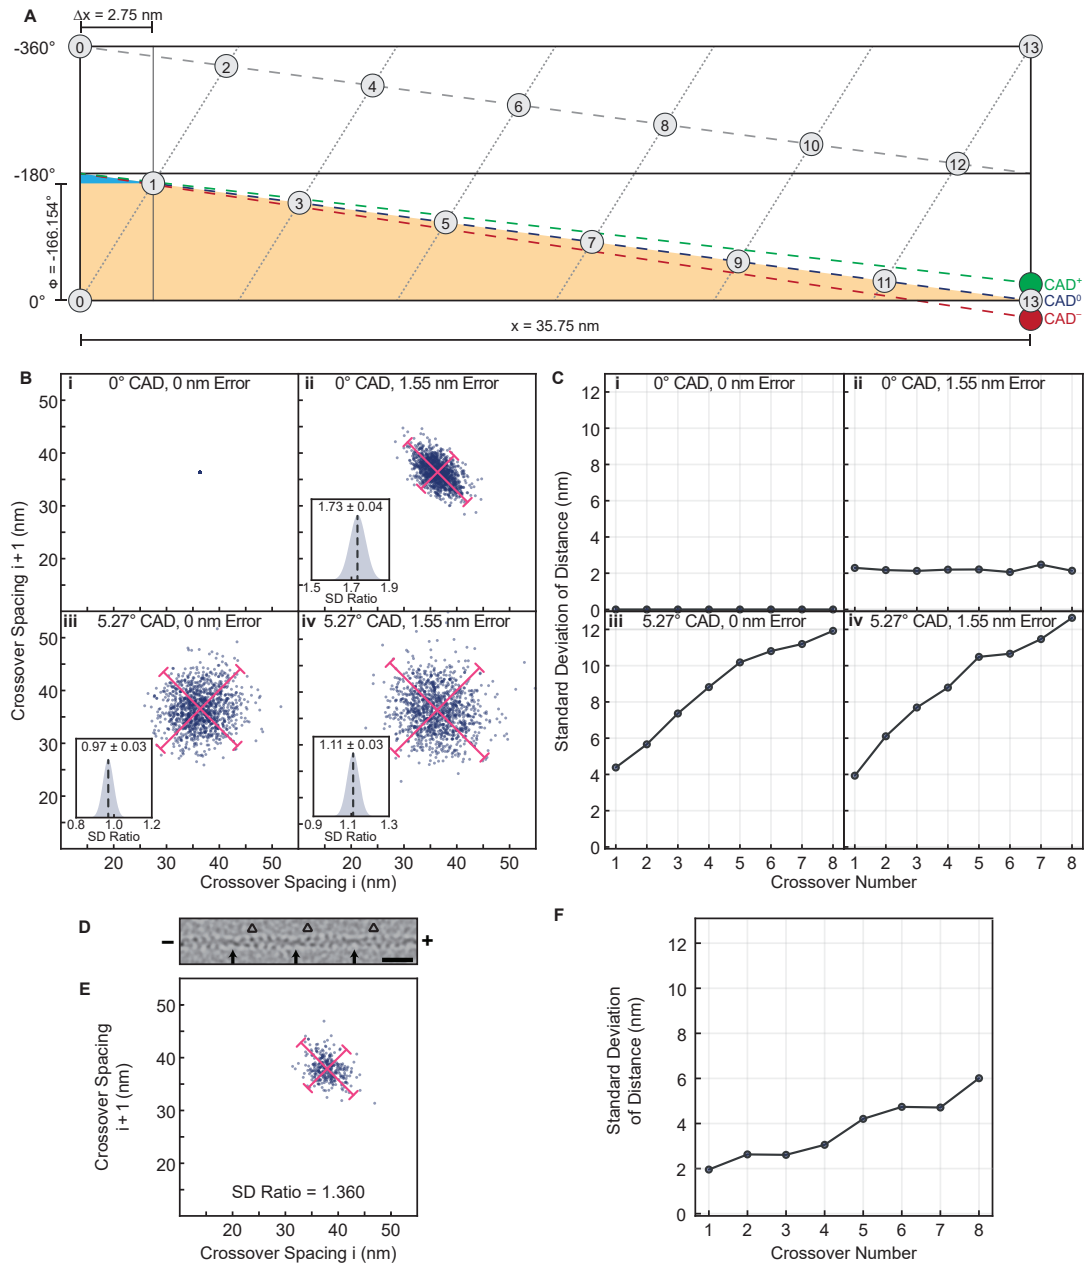 A
Δx = 2.75 nm
-360°
0
2
4
6
8
10
12
13
-180°
1
3
5
7
9
11
13
Φ = -166.154°
0°
0
CAD⁺
CAD⁰
CAD⁻
x = 35.75 nm
B
i 0° CAD, 0 nm Error
ii 0° CAD, 1.55 nm Error
50
40
30
20
1.73 ± 0.04
1.5 1.7 1.9
SD Ratio
iii 5.27° CAD, 0 nm Error
iv 5.27° CAD, 1.55 nm Error
50
40
30
20
0.97 ± 0.03
0.8 1.0 1.2
SD Ratio
1.11 ± 0.03
0.9 1.1 1.3
SD Ratio
20 30 40 50 20 30 40 50
Crossover Spacing i (nm)
Crossover Spacing i + 1 (nm)
C
i 0° CAD, 0 nm Error
ii 0° CAD, 1.55 nm Error
12
10
8
6
4
2
0
iii 5.27° CAD, 0 nm Error
iv 5.27° CAD, 1.55 nm Error
12
10
8
6
4
2
0
1 2 3 4 5 6 7 8 1 2 3 4 5 6 7 8
Crossover Number
Standard Deviation of Distance (nm)
D
−
+
E
50
40
30
20
SD Ratio = 1.360
20 30 40 50
Crossover Spacing i (nm)
Crossover Spacing
i + 1 (nm)
F
12
10
8
6
4
2
0
1 2 3 4 5 6 7 8
Crossover Number
Standard Deviation
of Distance (nm)